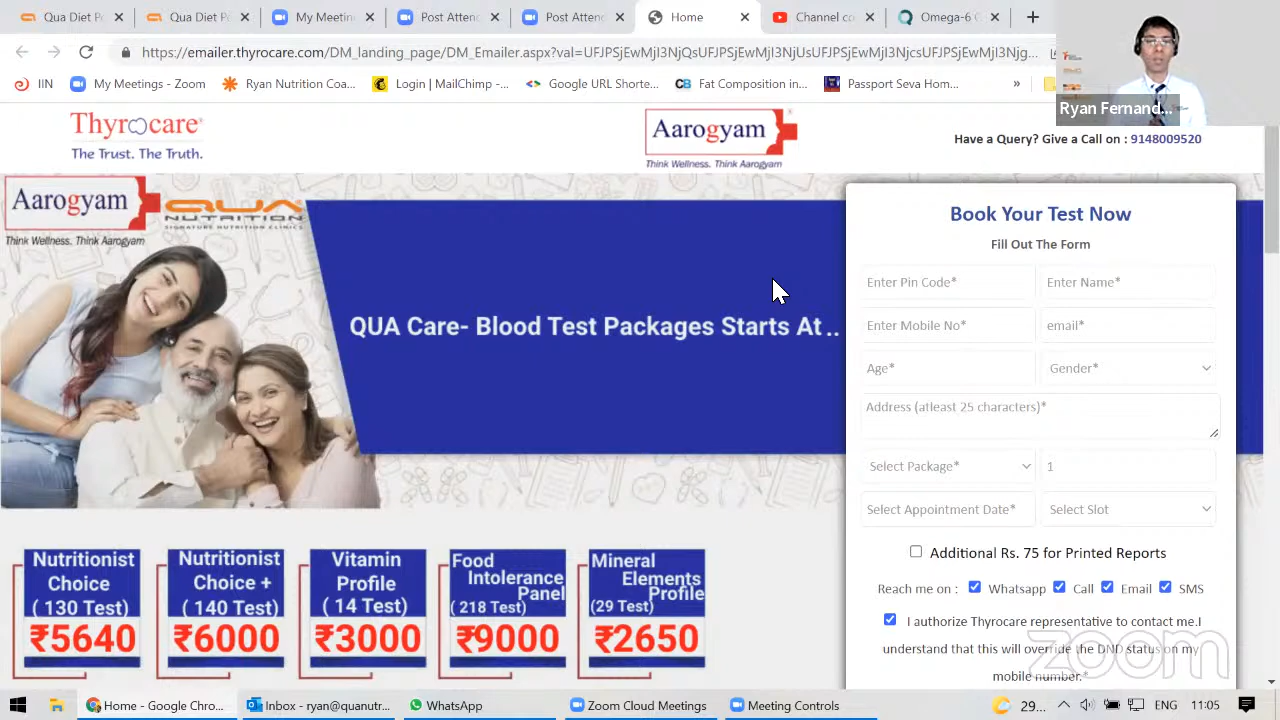 QUA Po
Meeting
Post Atte
Post Atten
Home
Channel co
Omega-6
https://emailer.thyrocare.com/DM_landing_page/DM_Emailer.aspx?
IIN
My Meetings - Zoom
Ryan Nutrition Coa...
Login | MailChimp -...
Google URL Shorte...
Fat Composition in...
Passport Seva Hom...
»
Ryan Fernand...
Thyrocare
The Trust. The Truth.
Aarogyam
Think Wellness. Think Aarogyam
Have a Query? Give a Call on : 9148009520
Aarogyam
Think Wellness. Think Aarogyam
QUA
NUTRITION
SIGNATURE NUTRITION CLINICS
QUA Care- Blood Test Packages Starts At ..
Book Your Test Now
Fill Out The Form
Enter Pin Code*
Enter Name*
Enter Mobile No*
email*
Age*
Gender*
Address (atleast 25 characters)*
Select Package*
1
Select Appointment Date*
Select Slot
Additional Rs. 75 for Printed Reports
Reach me on : Whatsapp Call Email SMS
I authorize Thyrocare representative to contact me.I
understand that this will override the DND status on my
mobile number.*
Nutritionist
Choice
( 130 Test)
₹5640
Nutritionist
Choice +
( 140 Test)
₹6000
Vitamin
Profile
( 14 Test)
₹3000
Food
Intolerance
Panel
( 218 Test)
₹9000
Mineral
Elements
Profile
(29 Test)
₹2650
zoom
Home - Google Chro...
Inbox - ryan@quanutr...
WhatsApp
Zoom Cloud Meetings
Meeting Controls
29...
ENG
11:05